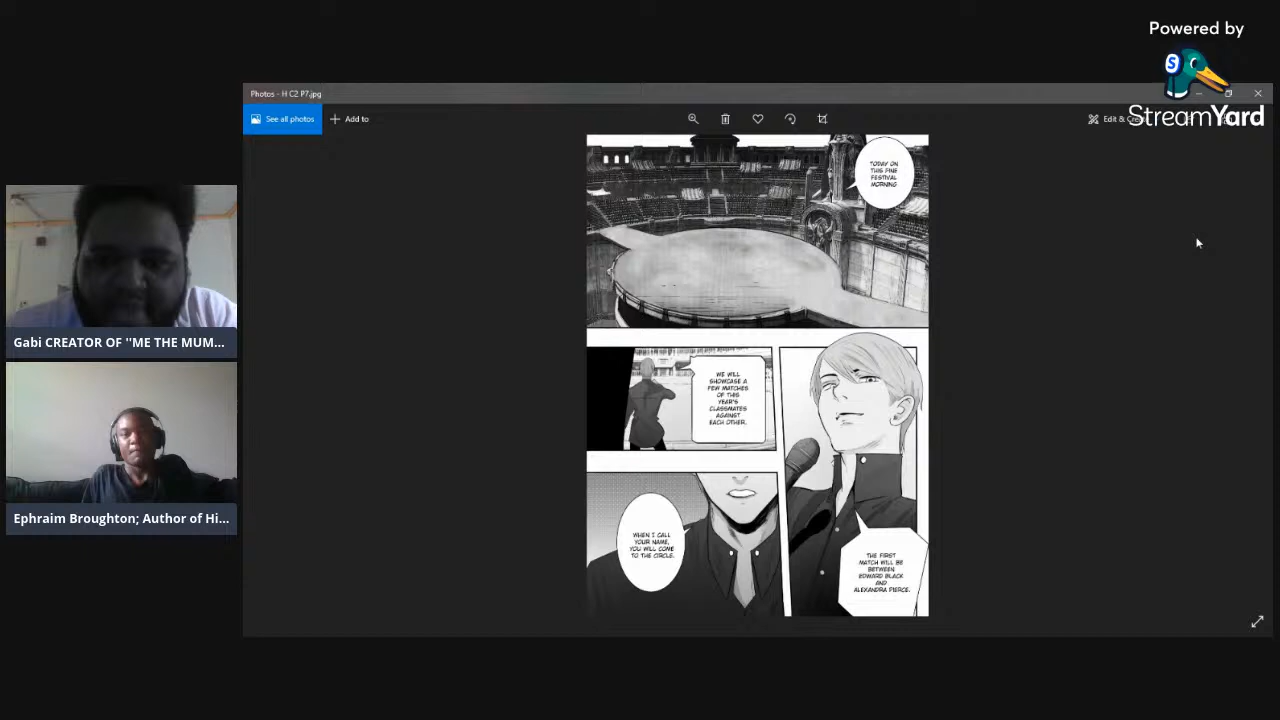 Powered by
S
StreamYard
Photos - H C2 P7.jpg
See all photos
Add to
Edit &
TODAY ON
THIS FINE
FESTIVAL
MORNING
WE WILL
SHOWCASE A
FEW MATCHES
OF THIS
YEAR'S
CLASSMATES
AGAINST
EACH OTHER.
WHEN I CALL
YOUR NAME,
YOU WILL COME
TO THE CIRCLE.
THE FIRST
MATCH WILL BE
BETWEEN
EDWARD BLACK
AND
ALEXANDRA PIERCE.
Gabi CREATOR OF "ME THE MUM...
Ephraim Broughton; Author of Hi...